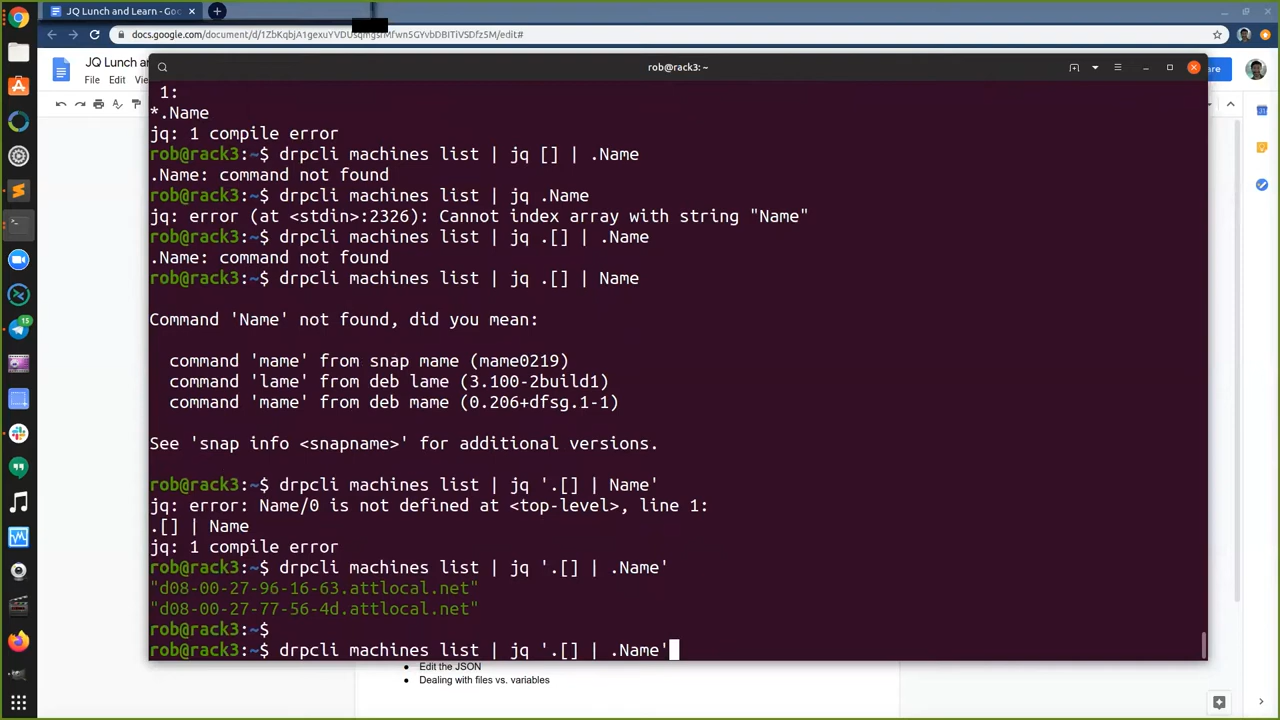 JQ Lunch and Learn - Goo
docs.google.com/document/d/1ZbKqbjA1gexuYVDUsqmgsrMfwn5GYvbDBITiVSDfz5M/edit#
JQ Lunch an
File Edit Vi
are
rob@rack3: ~
1:
*.Name
jq: 1 compile error
rob@rack3:~$ drpcli machines list | jq [] | .Name
.Name: command not found
rob@rack3:~$ drpcli machines list | jq .Name
jq: error (at <stdin>:2326): Cannot index array with string "Name"
rob@rack3:~$ drpcli machines list | jq .[] | .Name
.Name: command not found
rob@rack3:~$ drpcli machines list | jq .[] | Name
Command 'Name' not found, did you mean:
command 'mame' from snap mame (mame0219)
command 'lame' from deb lame (3.100-2build1)
command 'mame' from deb mame (0.206+dfsg.1-1)
See 'snap info <snapname>' for additional versions.
rob@rack3:~$ drpcli machines list | jq '.[] | Name'
jq: error: Name/0 is not defined at <top-level>, line 1:
.[] | Name
jq: 1 compile error
rob@rack3:~$ drpcli machines list | jq '.[] | .Name'
"d08-00-27-96-16-63.attlocal.net"
"d08-00-27-77-56-4d.attlocal.net"
rob@rack3:~$
rob@rack3:~$ drpcli machines list | jq '.[] | .Name'
Edit the JSON
Dealing with files vs. variables
15